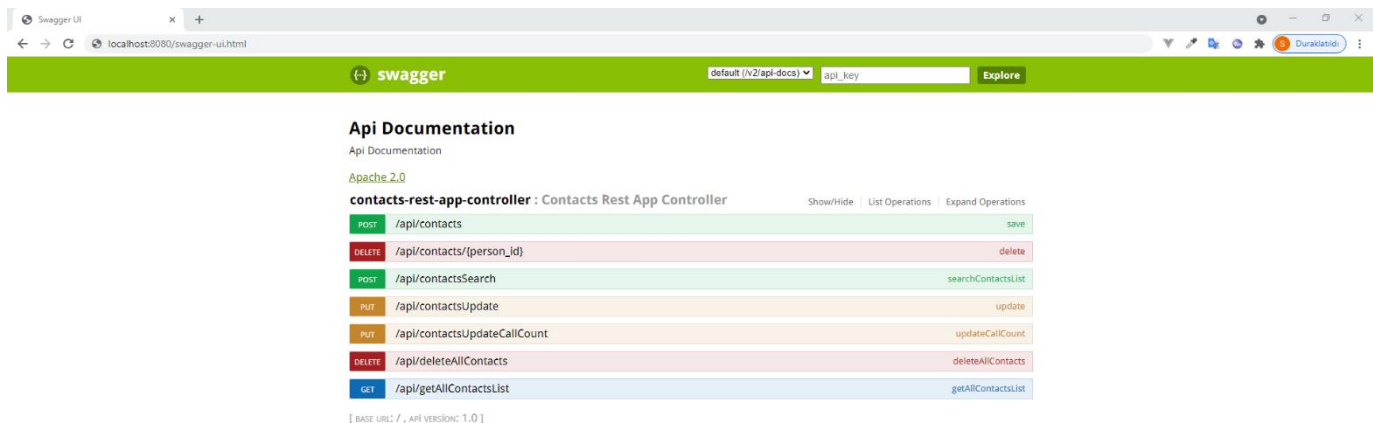 Swagger UI
localhost:8080/swagger-ui.html
S Duraklatıldı
swagger default (/v2/api-docs) api_key Explore
Api Documentation
Api Documentation
Apache 2.0
contacts-rest-app-controller : Contacts Rest App Controller Show/Hide List Operations Expand Operations
POST /api/contacts save
DELETE /api/contacts/{person_id} delete
POST /api/contactsSearch searchContactsList
PUT /api/contactsUpdate update
PUT /api/contactsUpdateCallCount updateCallCount
DELETE /api/deleteAllContacts deleteAllContacts
GET /api/getAllContactsList getAllContactsList
[ BASE URL: / , API VERSION: 1.0 ]